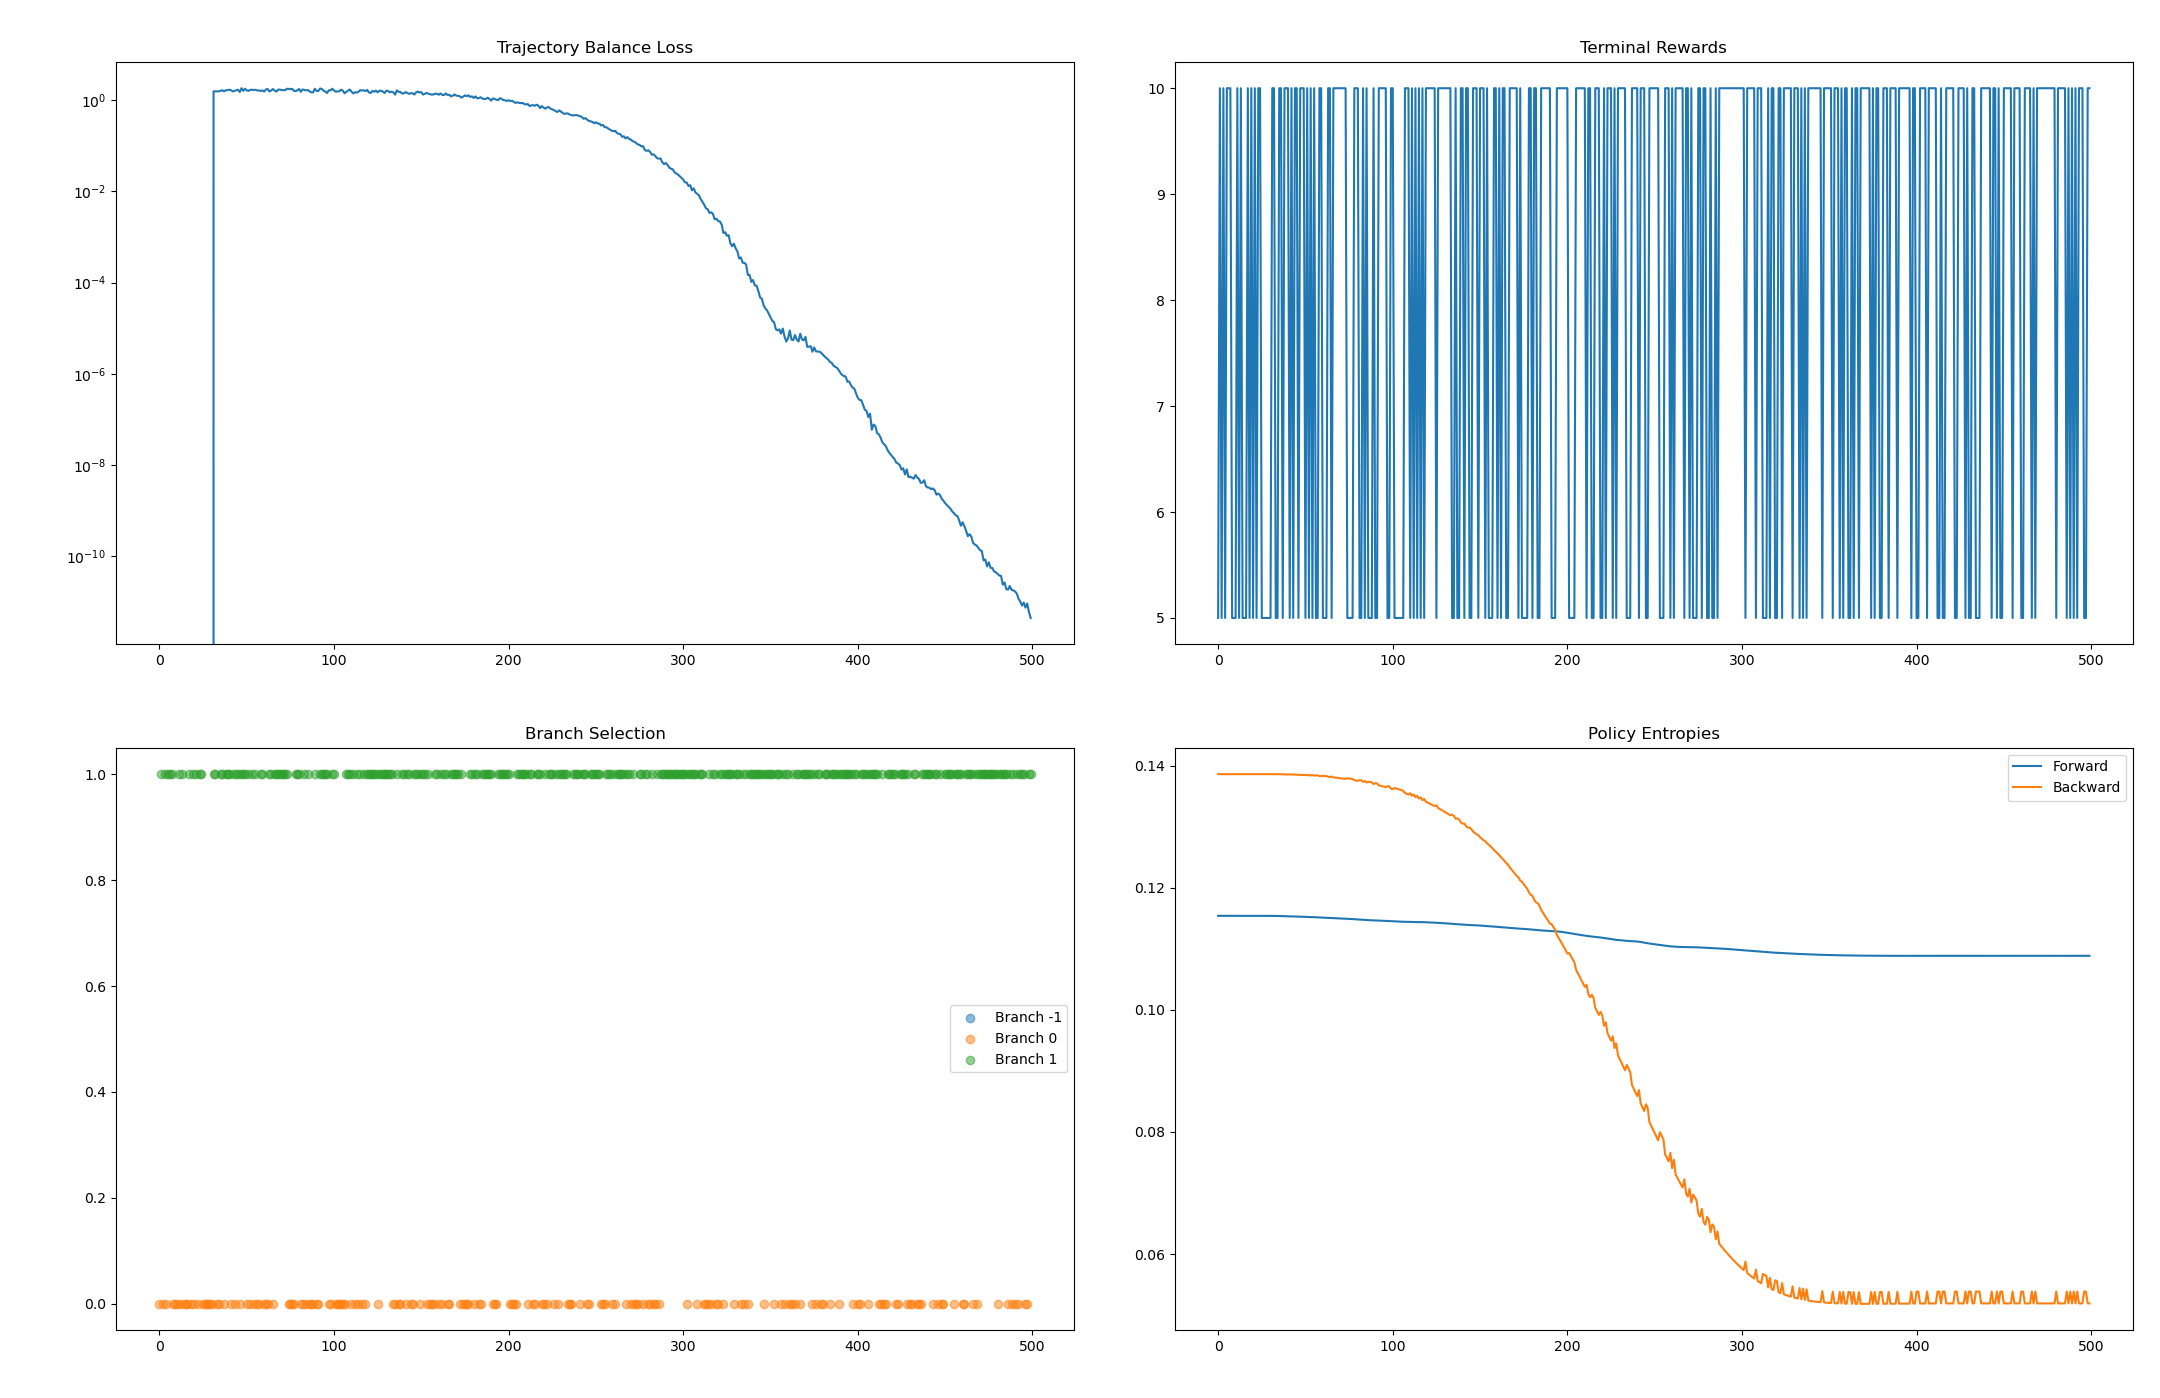 Trajectory Balance Loss
10⁰
10⁻²
10⁻⁴
10⁻⁶
10⁻⁸
10⁻¹⁰
0 100 200 300 400 500
Terminal Rewards
10
9
8
7
6
5
0 100 200 300 400 500
Branch Selection
1.0
0.8
0.6
0.4
0.2
0.0
Branch -1
Branch 0
Branch 1
0 100 200 300 400 500
Policy Entropies
Forward
Backward
0.14
0.12
0.10
0.08
0.06
0 100 200 300 400 500